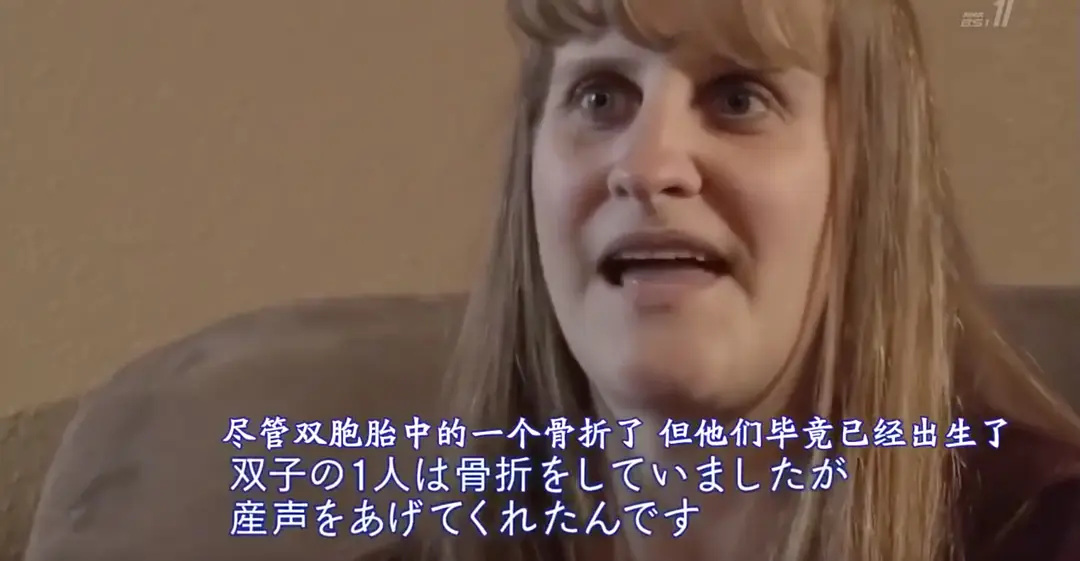 BS1
尽管双胞胎中的一个骨折了 但他们毕竟已经出生了
双子の1人は骨折をしていましたが
産声をあげてくれたんです